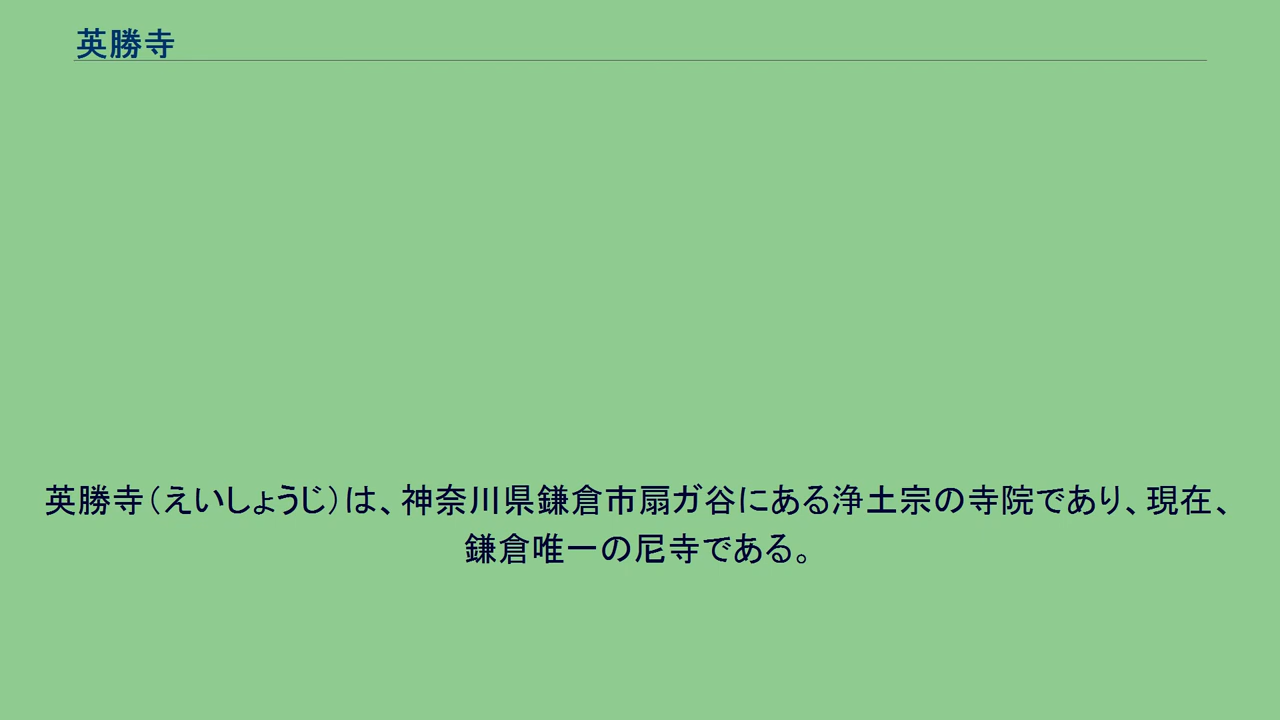 英勝寺
英勝寺（えいしょうじ）は、神奈川県鎌倉市扇ガ谷にある浄土宗の寺院であり、現在、
鎌倉唯一の尼寺である。